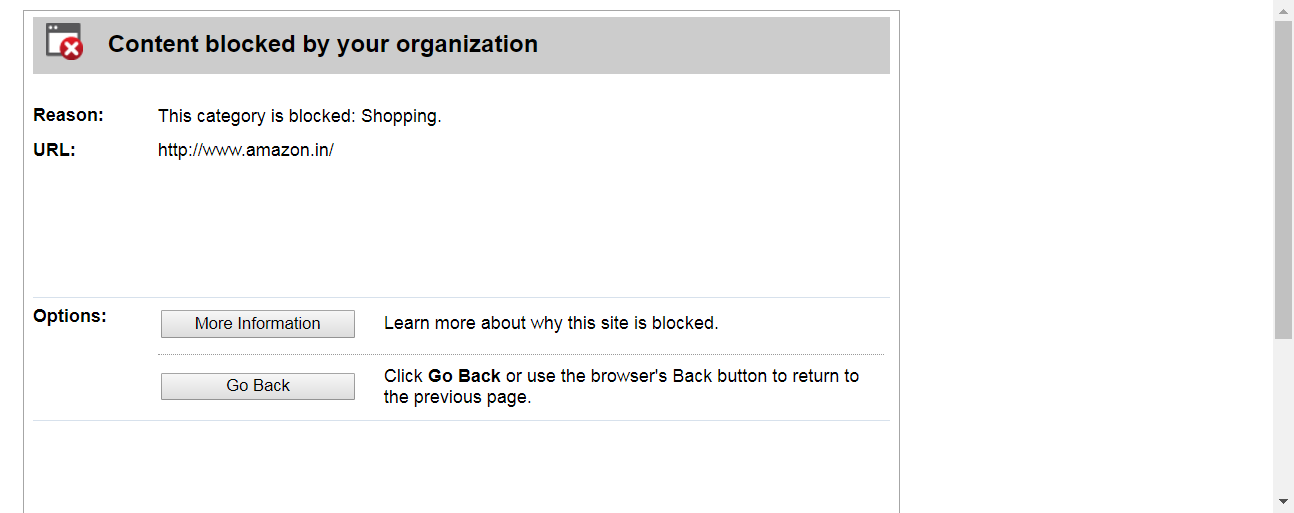 Content blocked by your organization
Reason: This category is blocked: Shopping.
URL: http://www.amazon.in/
Options: More Information Learn more about why this site is blocked.
Go Back Click Go Back or use the browser's Back button to return to
the previous page.